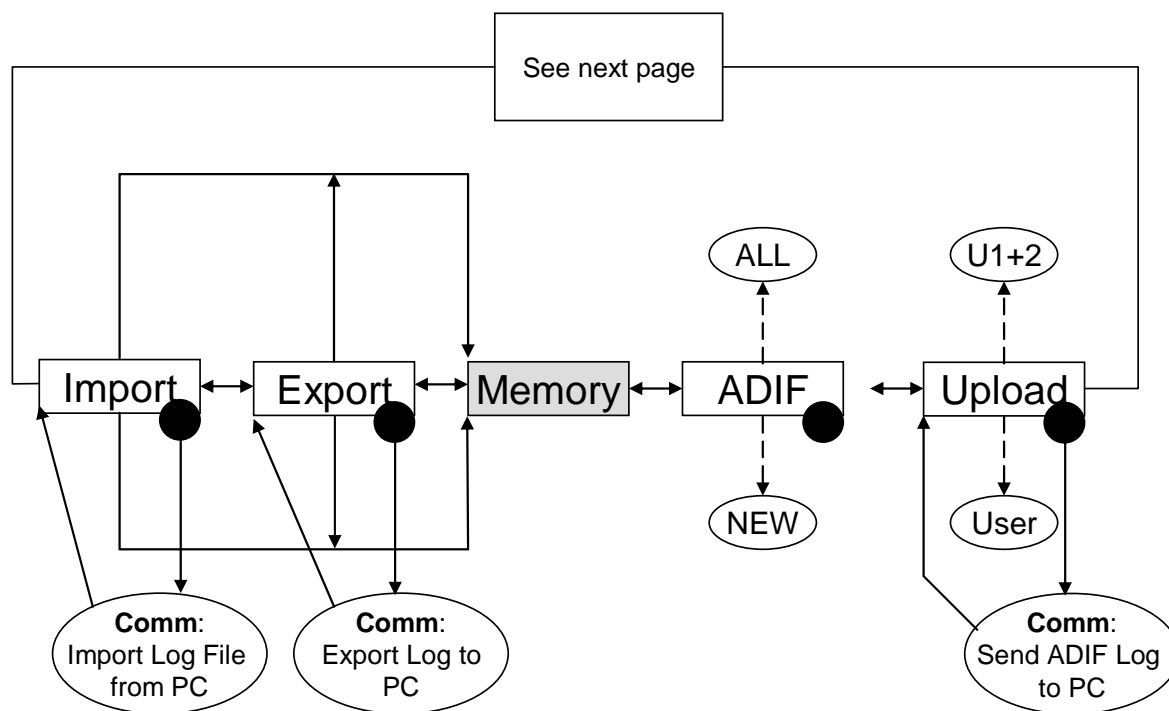 See next page
ALL
U1+2
Import
Export
Memory
ADIF
Upload
NEW
User
Comm:
Import Log File
from PC
Comm:
Export Log to
PC
Comm:
Send ADIF Log
to PC